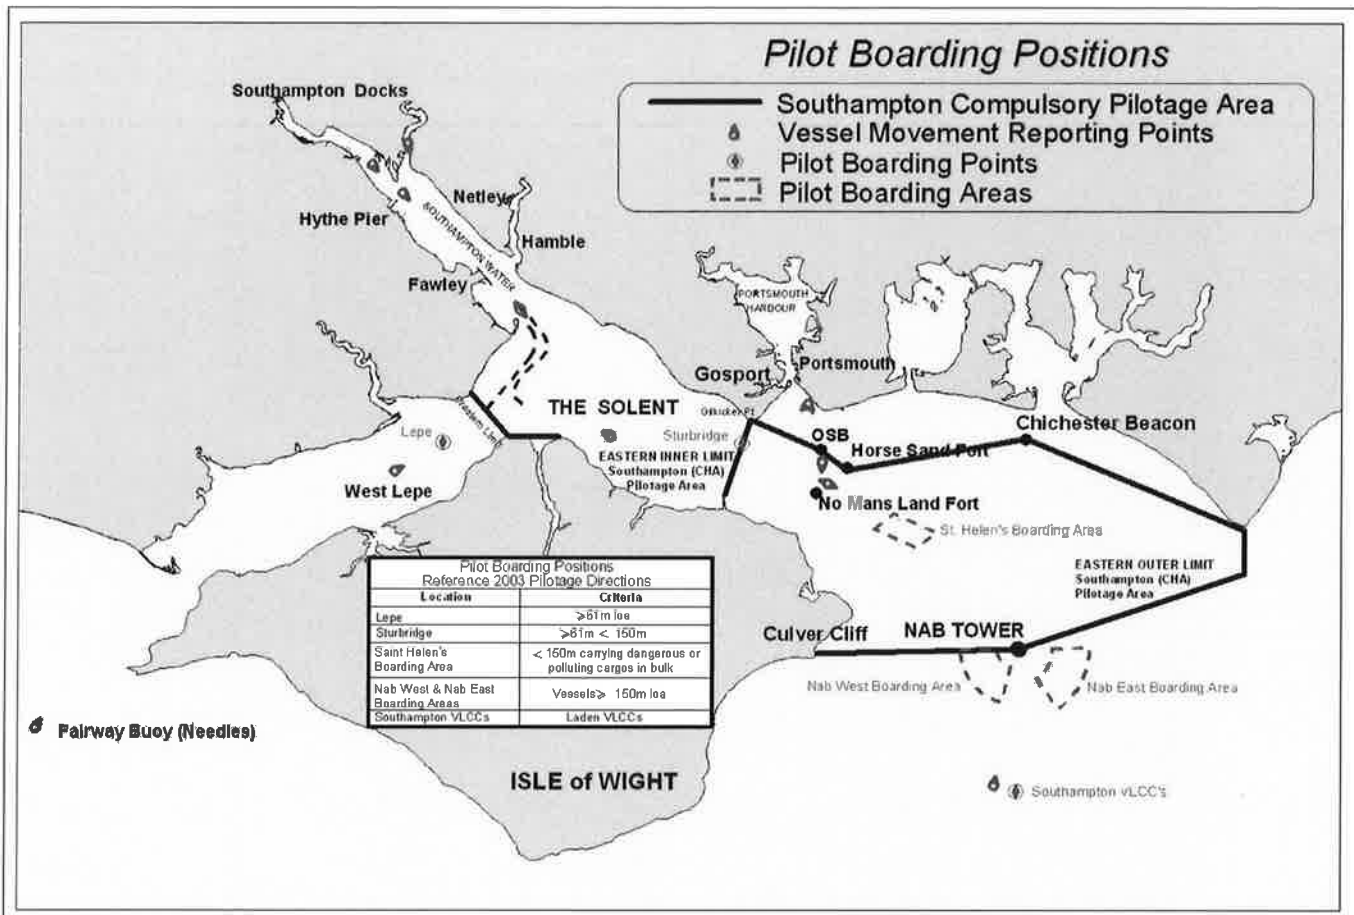 Pilot Boarding Positions
Southampton Compulsory Pilotage Area
Vessel Movement Reporting Points
Pilot Boarding Points
Pilot Boarding Areas
Southampton Docks
Netley
Hythe Pier
SOUTHAMPTON WATER
Hamble
Fawley
PORTSMOUTH
HARBOUR
Portsmouth
Gosport
THE SOLENT
Gilkicker Pt
Western Limit
Lepe
Sturbridge
OSB
Chichester Beacon
Horse Sand Fort
EASTERN INNER LIMIT
Southampton (CHA)
Pilotage Area
West Lepe
No Mans Land Fort
St. Helen's Boarding Area
EASTERN OUTER LIMIT
Southampton (CHA)
Pilotage Area
Pilot Boarding Positions
Reference 2003 Pilotage Directions
Location Criteria
Lepe >61m loa
Sturbridge >61m < 150m
Saint Helen's Boarding Area < 150m carrying dangerous or
polluting cargos in bulk
Nab West & Nab East
Boarding Areas Vessels > 150m loa
Southampton VLCCs Laden VLCCs
Culver Cliff
NAB TOWER
Nab West Boarding Area
Nab East Boarding Area
Fairway Buoy (Needles)
ISLE of WIGHT
Southampton vLCC's